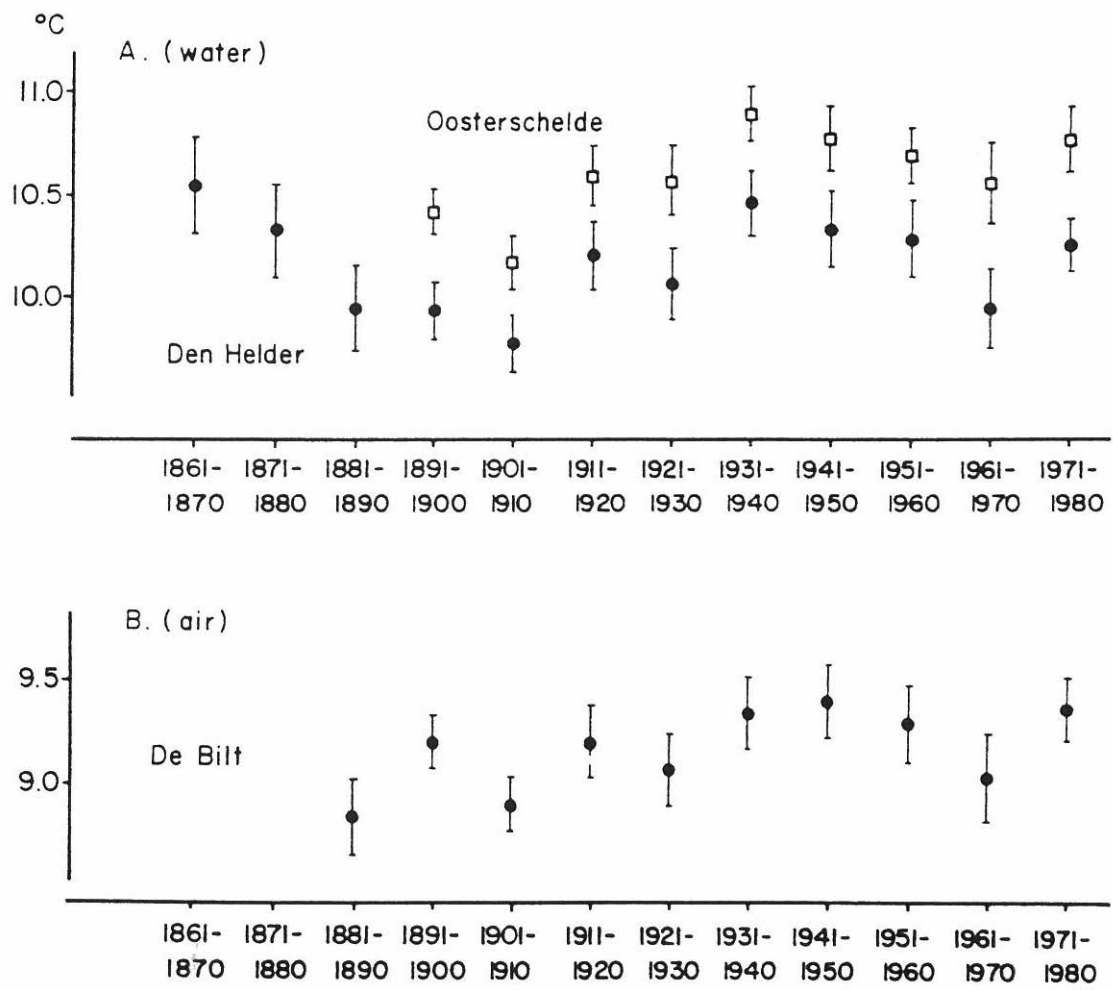 °C
A. (water)
11.0
Oosterschelde
10.5
10.0
Den Helder
1861- 1871- 1881- 1891- 1901- 1911- 1921- 1931- 1941- 1951- 1961- 1971-
1870 1880 1890 1900 1910 1920 1930 1940 1950 1960 1970 1980
B. (air)
9.5
De Bilt
9.0
1861- 1871- 1881- 1891- 1901- 1911- 1921- 1931- 1941- 1951- 1961- 1971-
1870 1880 1890 1900 1910 1920 1930 1940 1950 1960 1970 1980